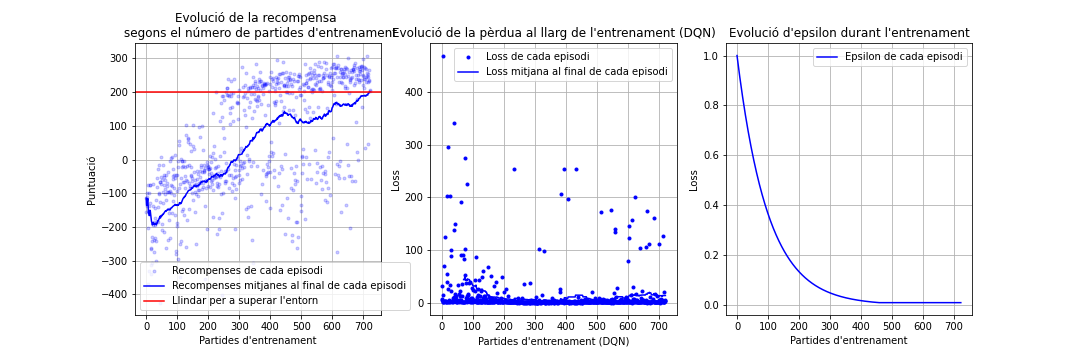 Evolució de la recompensa
segons el número de partides d'entrenament
Evolució de la pèrdua al llarg de l'entrenament (DQN)
Evolució d'epsilon durant l'entrenament
Puntuació
300
200
100
0
−100
−200
−300
−400
Recompenses de cada episodi
Recompenses mitjanes al final de cada episodi
Llindar per a superar l'entorn
0 100 200 300 400 500 600 700
Partides d'entrenament
Loss
400
300
200
100
0
Loss de cada episodi
Loss mitjana al final de cada episodi
0 100 200 300 400 500 600 700
Partides d'entrenament (DQN)
Loss
1.0
0.8
0.6
0.4
0.2
0.0
Epsilon de cada episodi
0 100 200 300 400 500 600 700
Partides d'entrenament